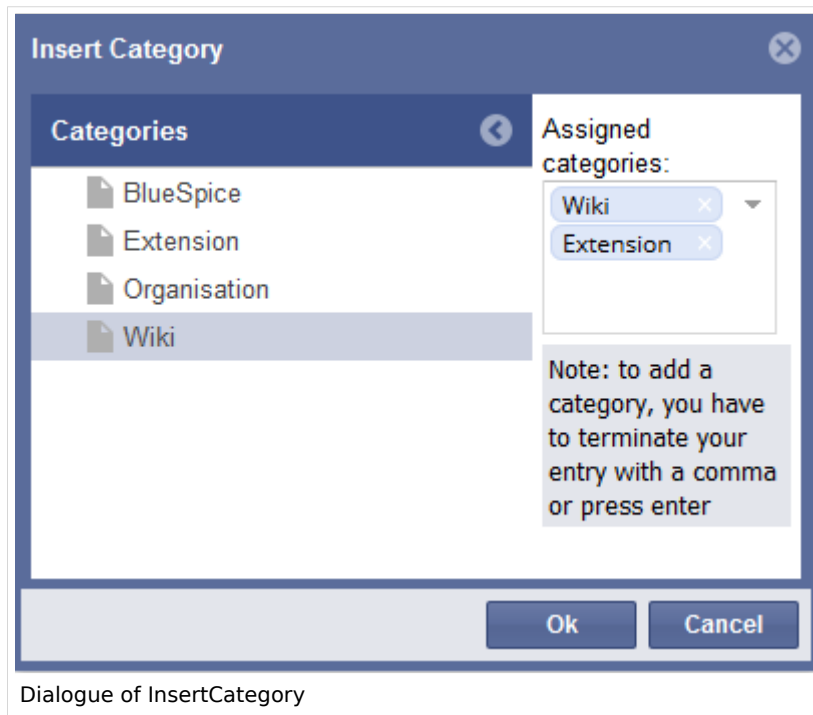 Insert Category
Categories
BlueSpice
Extension
Organisation
Wiki
Assigned
categories:
Wiki
Extension
Note: to add a
category, you have
to terminate your
entry with a comma
or press enter
Ok
Cancel
Dialogue of InsertCategory